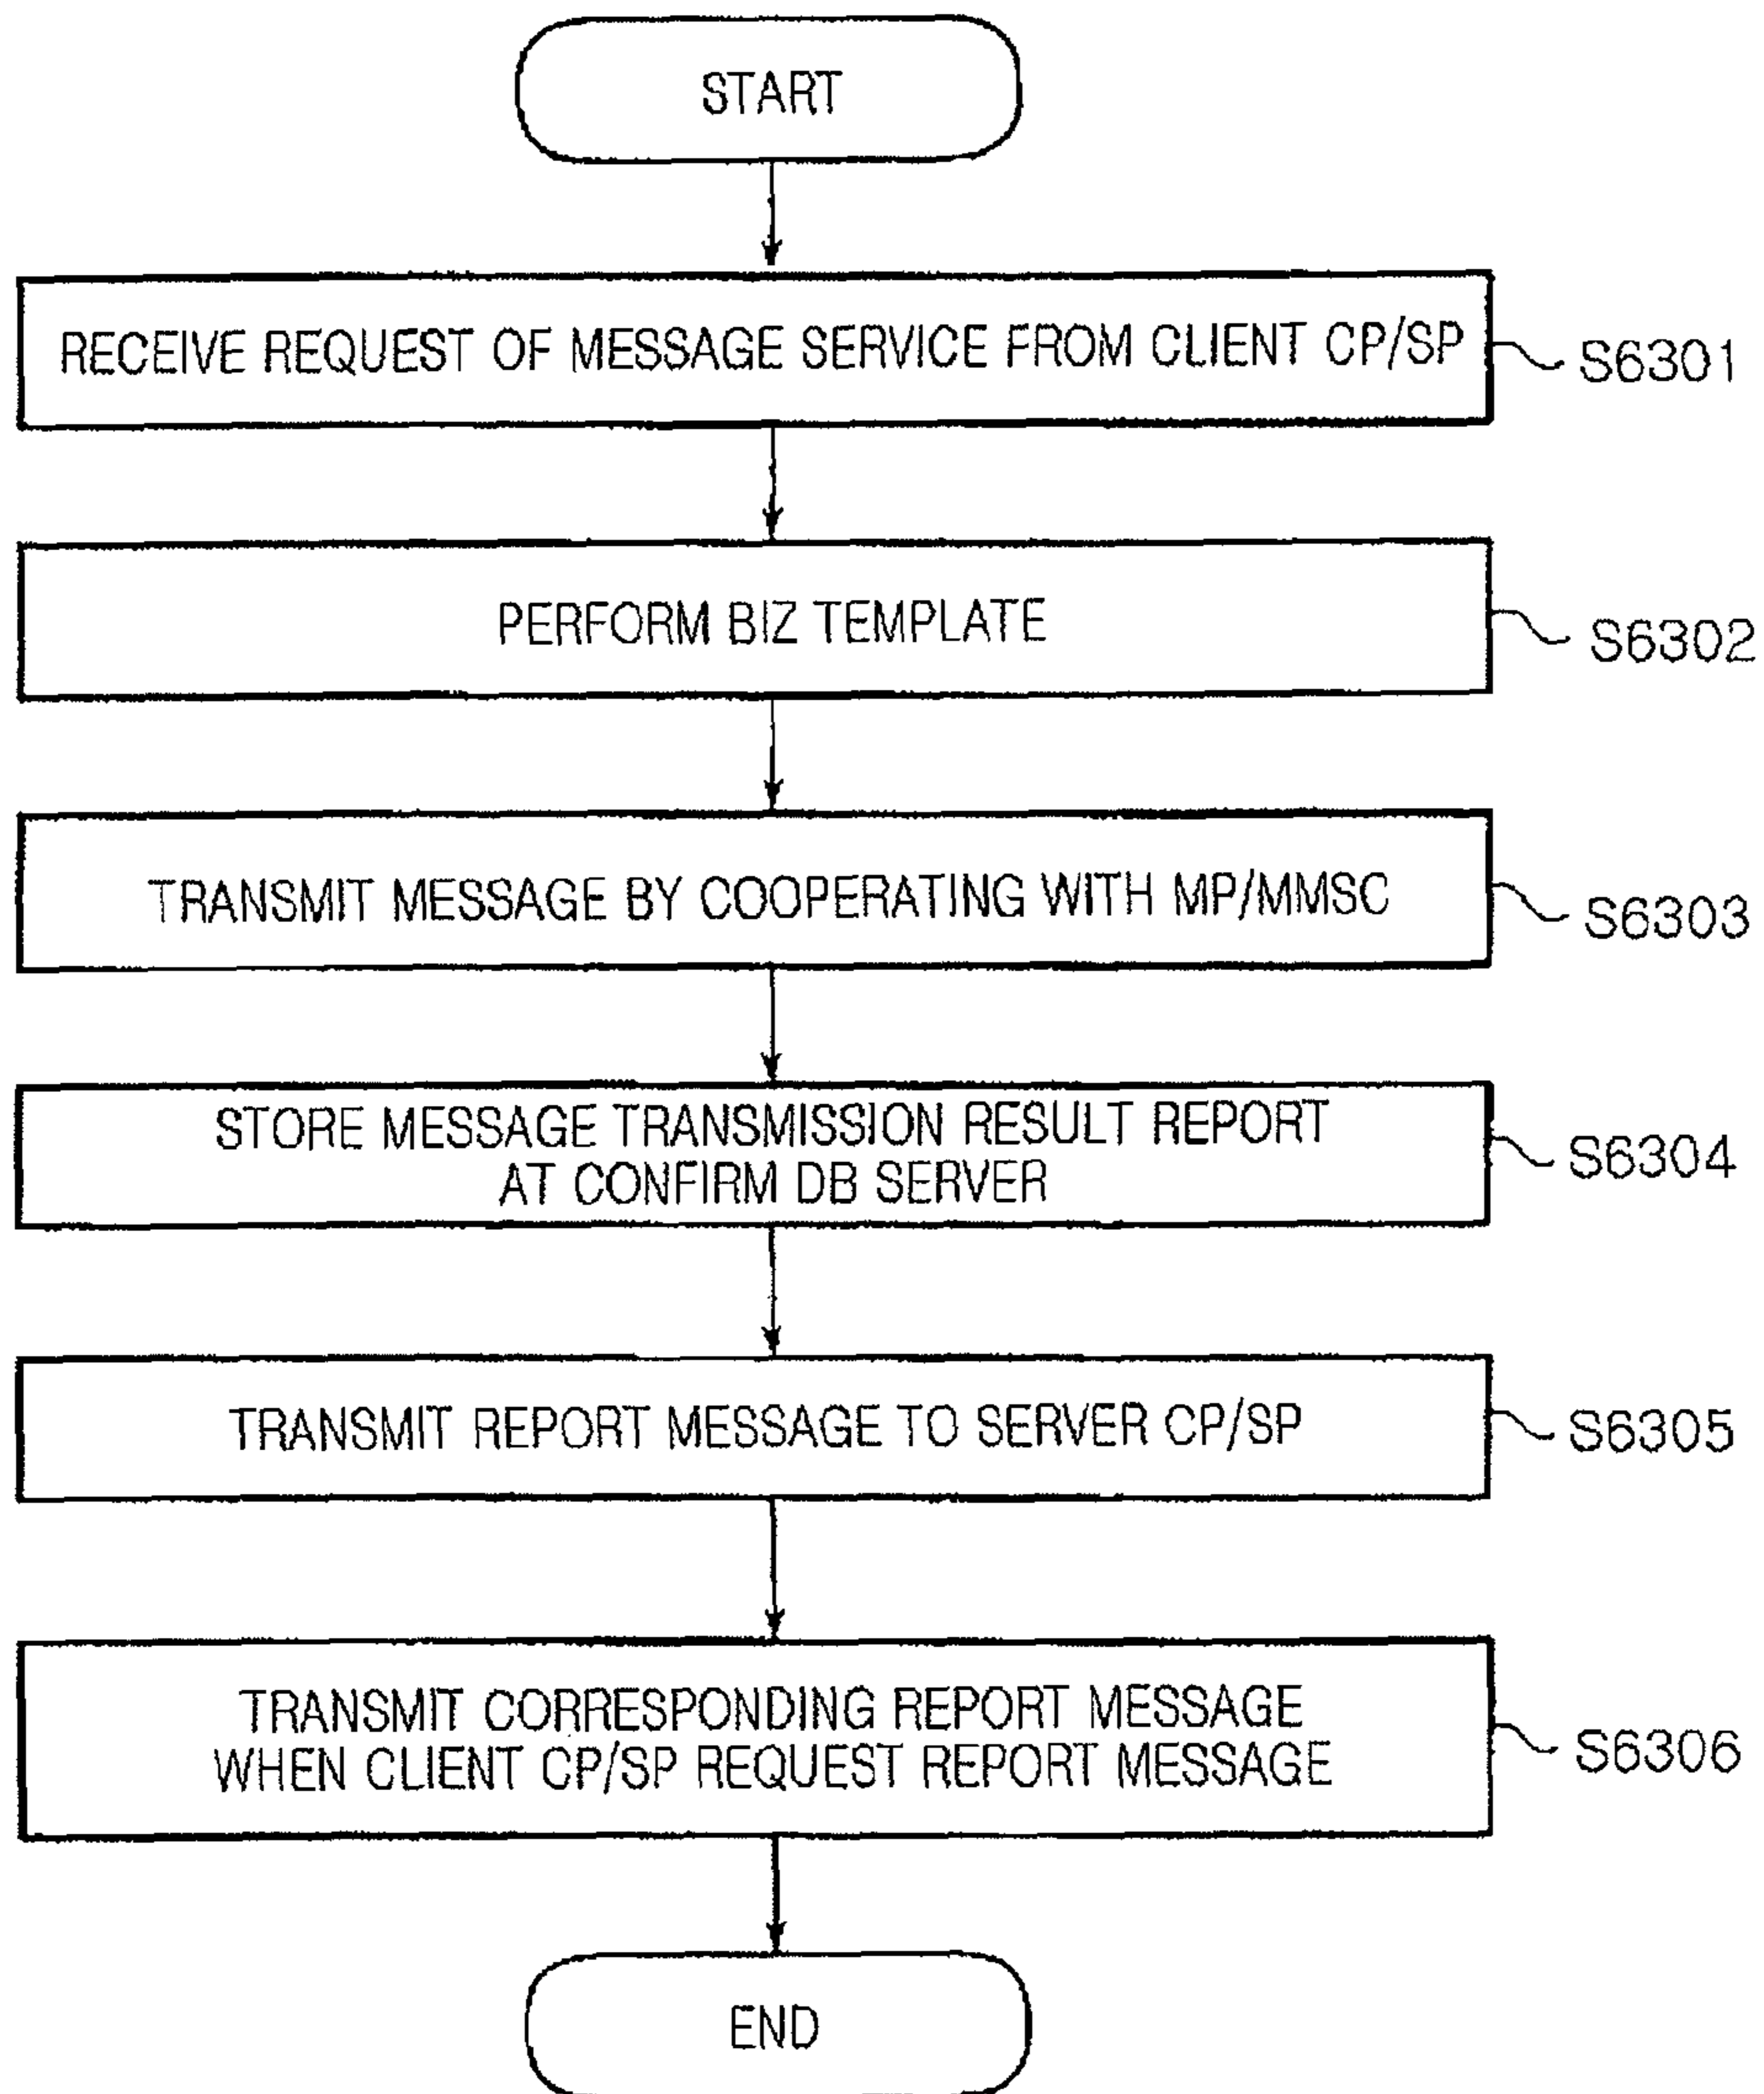 START
RECEIVE REQUEST OF MESSAGE SERVICE FROM CLIENT CP/SP
S6301
PERFORM BIZ TEMPLATE
S6302
TRANSMIT MESSAGE BY COOPERATING WITH MP/MMSC
S6303
STORE MESSAGE TRANSMISSION RESULT REPORT
AT CONFIRM DB SERVER
S6304
TRANSMIT REPORT MESSAGE TO SERVER CP/SP
S6305
TRANSMIT CORRESPONDING REPORT MESSAGE
WHEN CLIENT CP/SP REQUEST REPORT MESSAGE
S6306
END